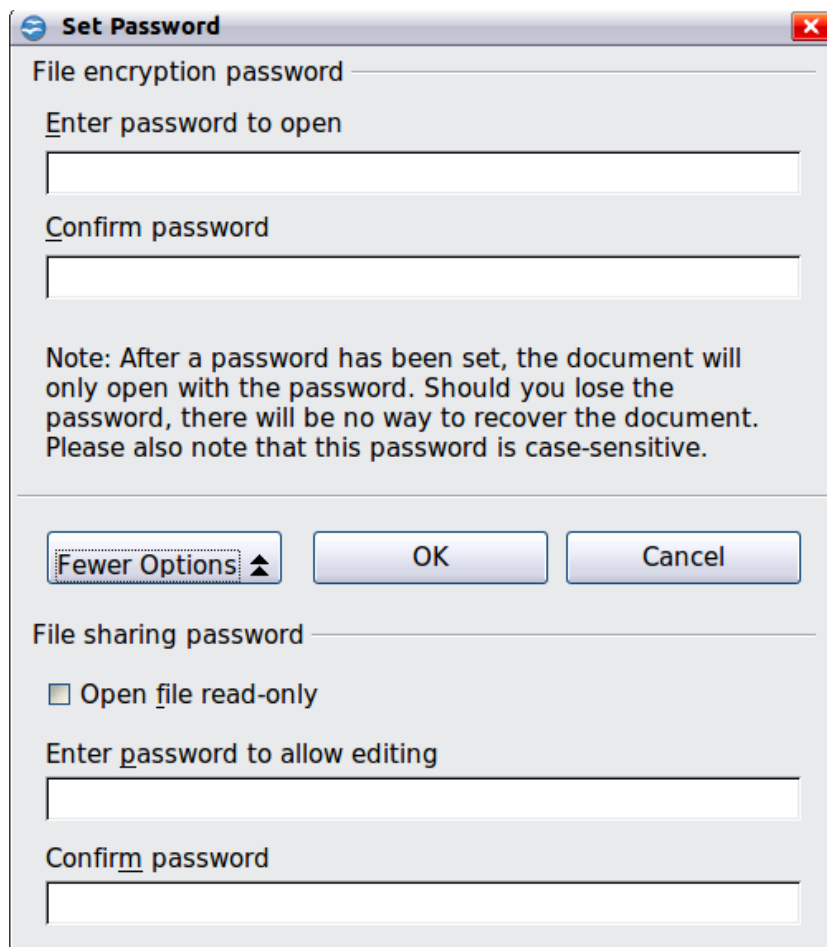 Set Password
File encryption password
Enter password to open
Confirm password
Note: After a password has been set, the document will
only open with the password. Should you lose the
password, there will be no way to recover the document.
Please also note that this password is case-sensitive.
Fewer Options OK Cancel
File sharing password
Open file read-only
Enter password to allow editing
Confirm password